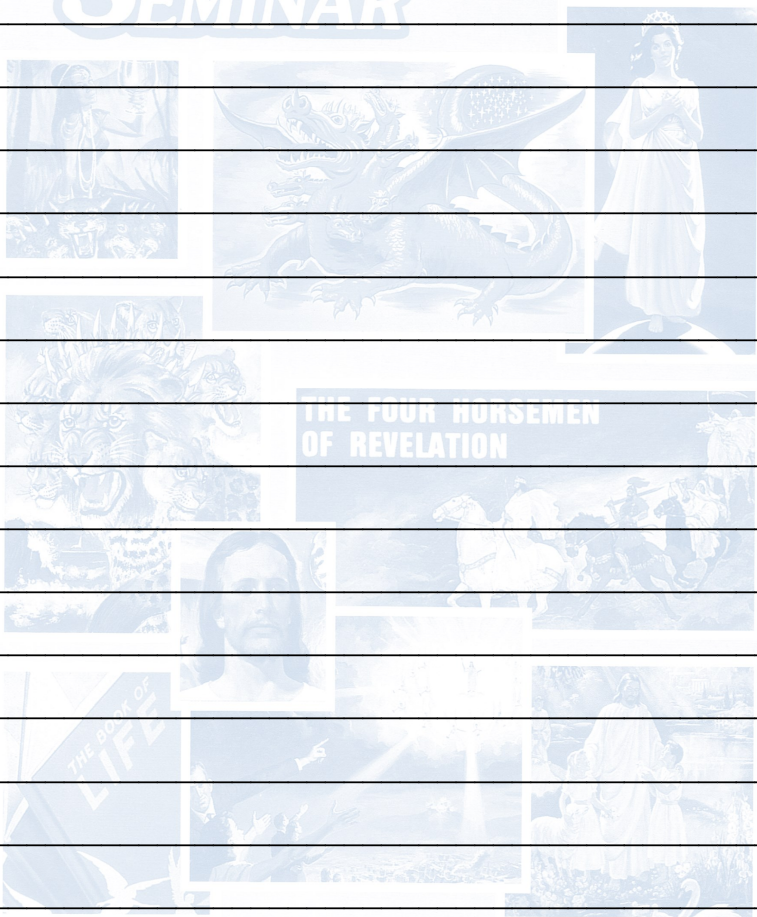 SEMINAR
THE FOUR HORSEMEN
OF REVELATION
THE BOOK OF
LIFE